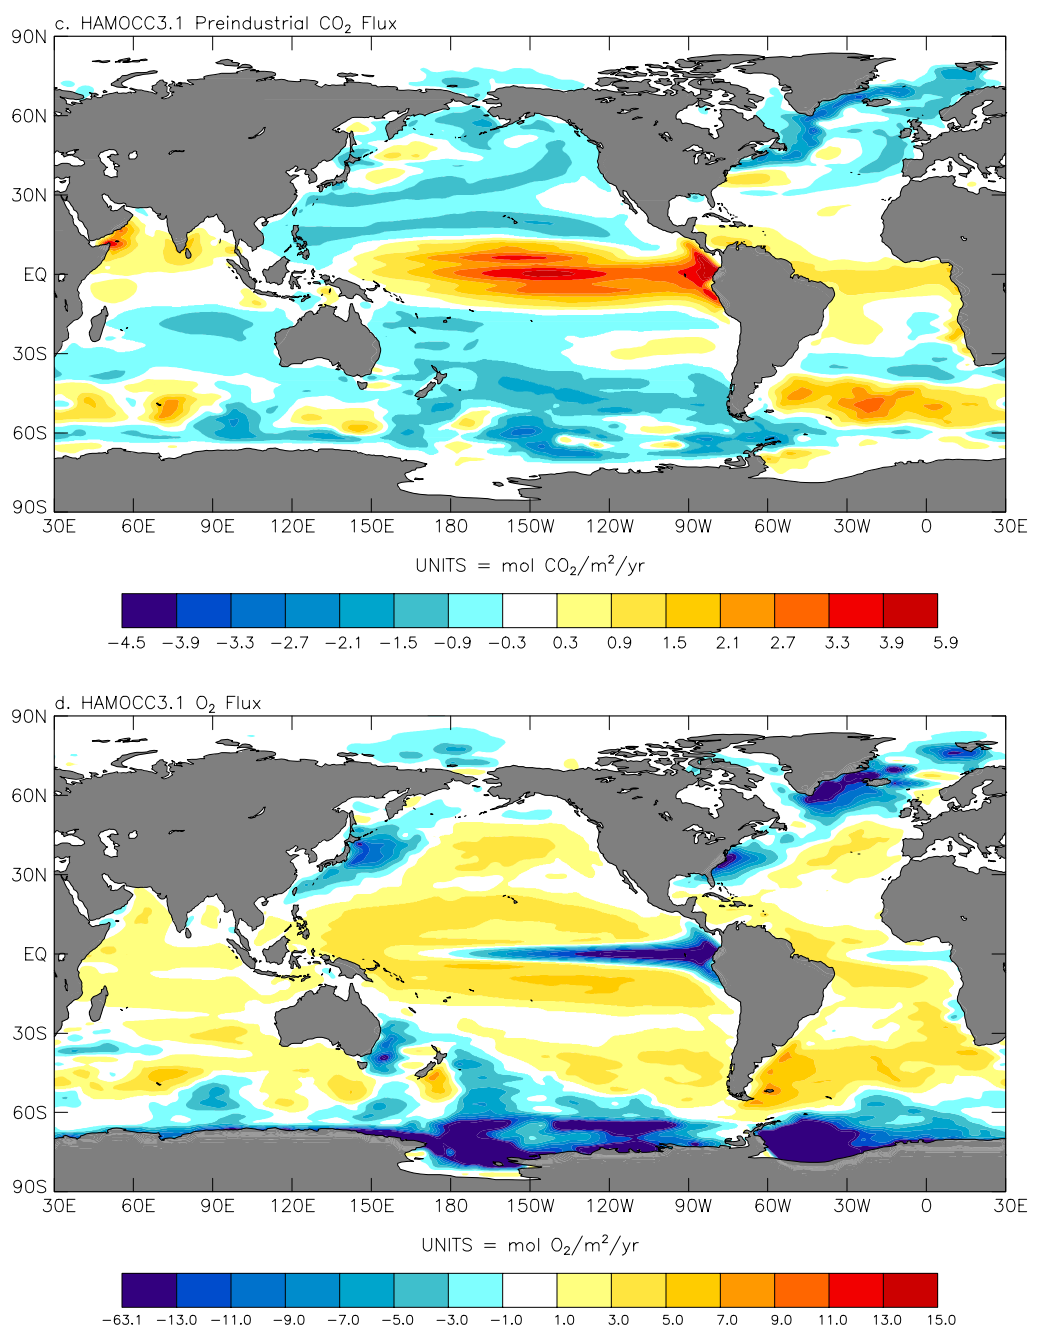 c. HAMOCC3.1 Preindustrial CO₂ Flux
90N
60N
30N
EQ
30S
60S
90S
30E 60E 90E 120E 150E 180 150W 120W 90W 60W 30W 0 30E
UNITS = mol CO₂/m²/yr
−4.5 −3.9 −3.3 −2.7 −2.1 −1.5 −0.9 −0.3 0.3 0.9 1.5 2.1 2.7 3.3 3.9 5.9
d. HAMOCC3.1 O₂ Flux
90N
60N
30N
EQ
30S
60S
90S
30E 60E 90E 120E 150E 180 150W 120W 90W 60W 30W 0 30E
UNITS = mol O₂/m²/yr
−63.1 −13.0 −11.0 −9.0 −7.0 −5.0 −3.0 −1.0 1.0 3.0 5.0 7.0 9.0 11.0 13.0 15.0